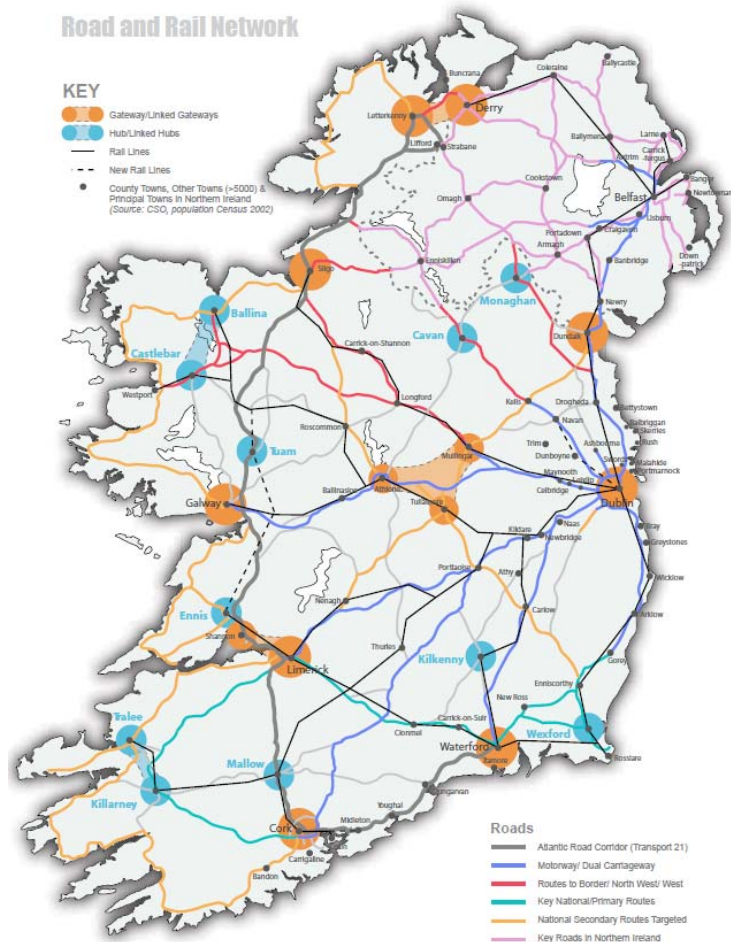 Road and Rail Network
KEY
Gateway/Linked Gateways
Hub/Linked Hubs
Rail Lines
New Rail Lines
County Towns, Other Towns (>5000) &
Principal Towns in Northern Ireland
(Source: CSO, population Census 2002)
Buncrana
Coleraine
Ballycastle
Letterkenny
Derry
Lifford
Strabane
Ballymena
Larne
Carrick
-fergus
Antrim
Bangor
Cookstown
Belfast
Newtownards
Omagh
Lisburn
Portadown
Craigavon
Armagh
Down
-patrick
Banbridge
Enniskillen
Sligo
Monaghan
Newry
Ballina
Cavan
Dundalk
Castlebar
Carrick-on-Shannon
Westport
Longford
Kells
Drogheda
Bettystown
Navan
Balbriggan
Skerries
Rush
Roscommon
Trim
Ashbourne
Tuam
Mullingar
Dunboyne
Swords
Malahide
Portmarnock
Maynooth
Leixlip
Athlone
Celbridge
Dublin
Galway
Ballinasloe
Tullamore
Naas
Bray
Kildare
Newbridge
Greystones
Portlaoise
Athy
Wicklow
Ennis
Nenagh
Carlow
Arklow
Shannon
Thurles
Limerick
Kilkenny
Gorey
Enniscorthy
New Ross
Tralee
Clonmel
Carrick-on-Suir
Waterford
Wexford
Mallow
Tramore
Rosslare
Killarney
Dungarvan
Youghal
Cork
Midleton
Carrigaline
Bandon
Roads
Atlantic Road Corridor (Transport 21)
Motorway/ Dual Carriageway
Routes to Border/ North West/ West
Key National/Primary Routes
National Secondary Routes Targeted
Key Roads in Northern Ireland